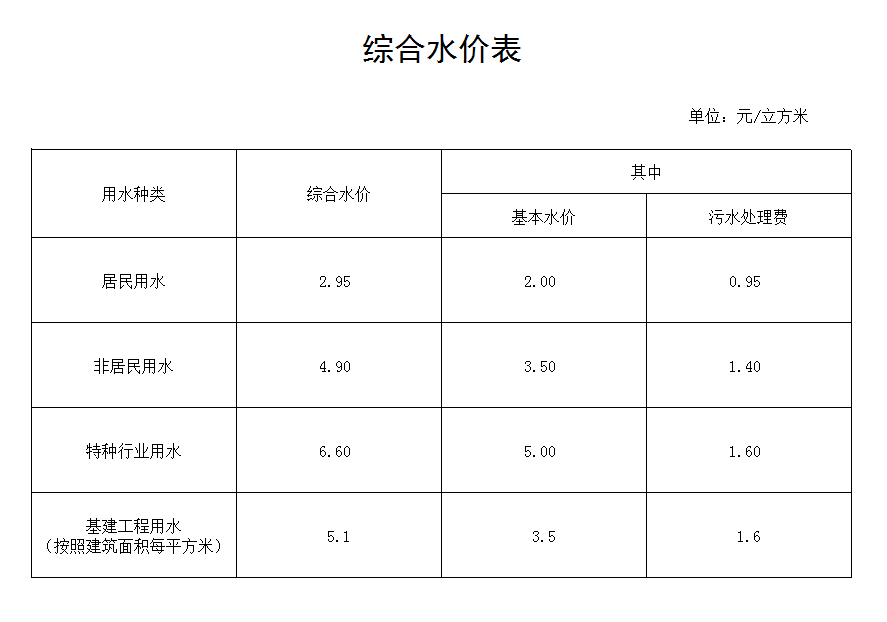 综合水价表
单位：元/立方米
用水种类 综合水价 其中
基本水价 污水处理费
居民用水 2.95 2.00 0.95
非居民用水 4.90 3.50 1.40
特种行业用水 6.60 5.00 1.60
基建工程用水
（按照建筑面积每平方米） 5.1 3.5 1.6